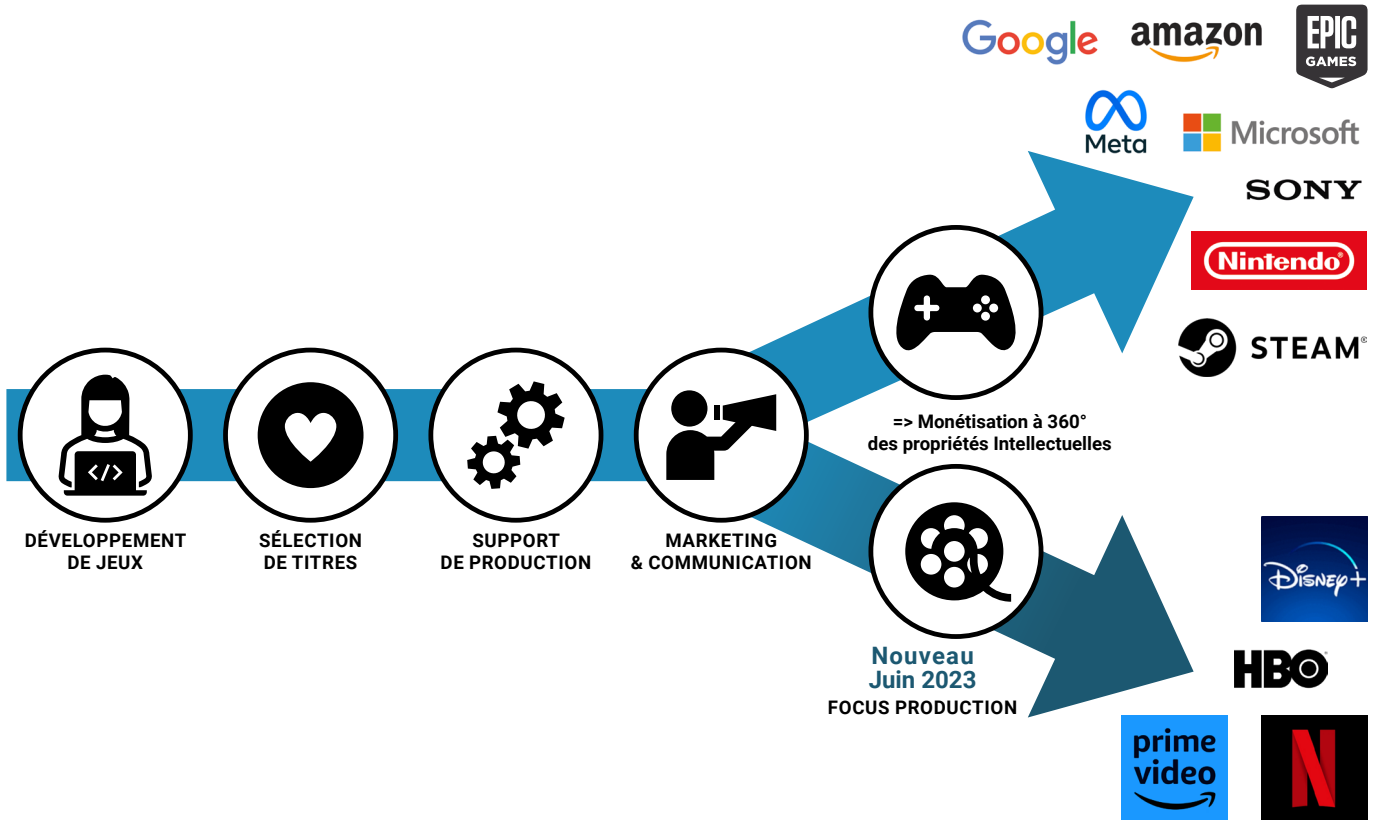 Google
amazon
EPIC
GAMES
Meta
Microsoft
SONY
Nintendo®
STEAM®
</>
DÉVELOPPEMENT
DE JEUX
SÉLECTION
DE TITRES
SUPPORT
DE PRODUCTION
MARKETING
& COMMUNICATION
=> Monétisation à 360°
des propriétés Intellectuelles
Nouveau
Juin 2023
FOCUS PRODUCTION
Disney+
HBO
prime
video
N